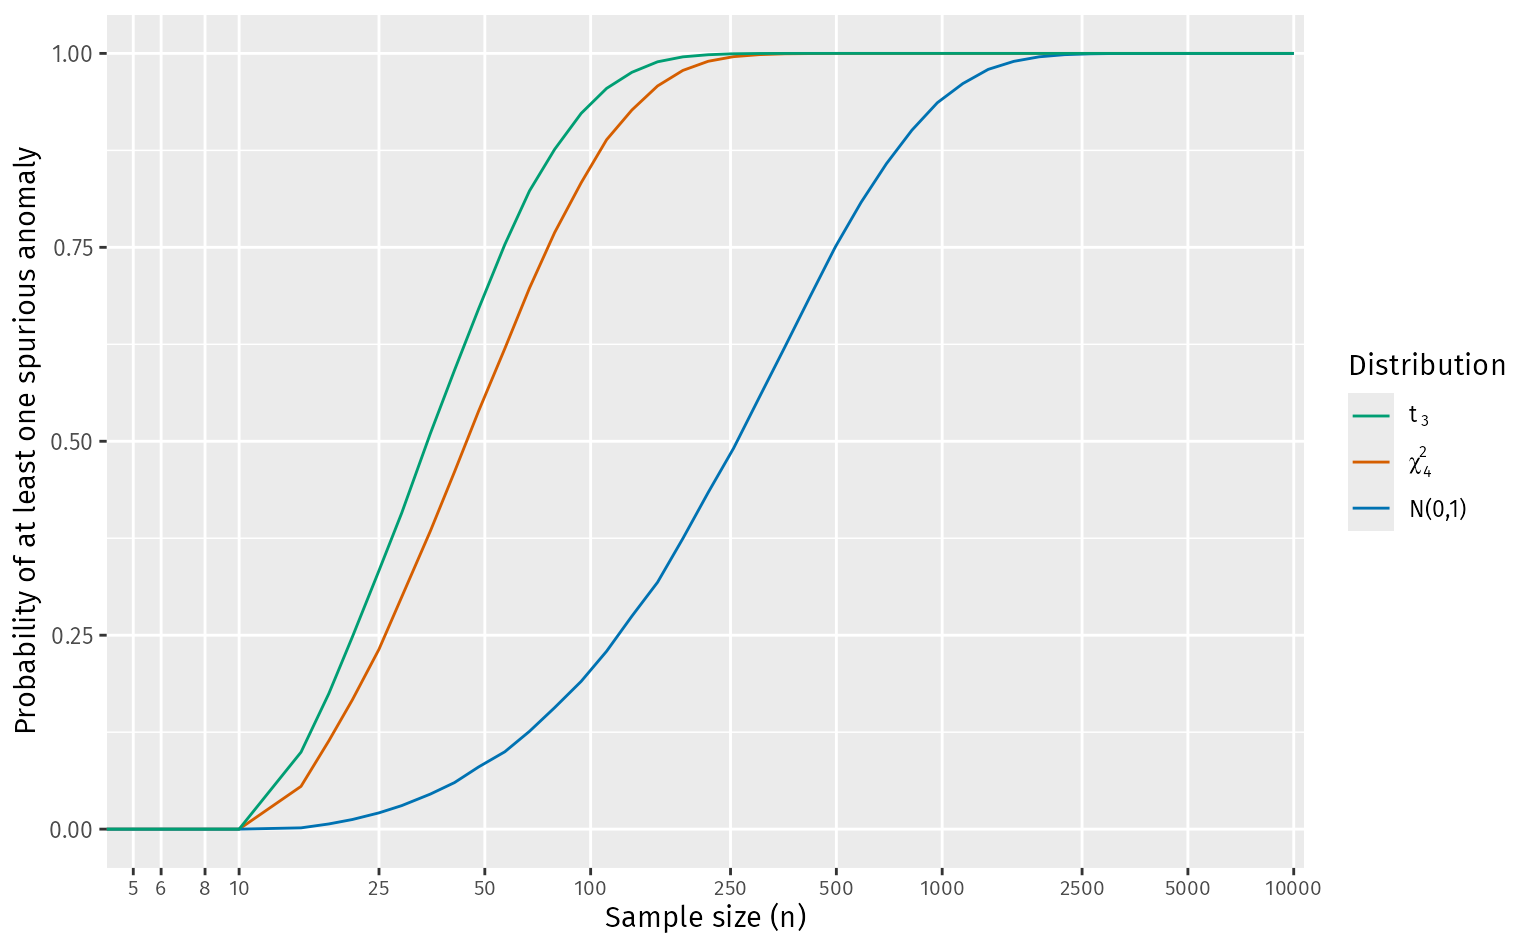 Probability of at least one spurious anomaly
1.00
0.75
0.50
0.25
0.00
5 6 8 10 25 50 100 250 500 1000 2500 5000 10000
Sample size (n)
Distribution
t₃
χ²₄
N(0,1)